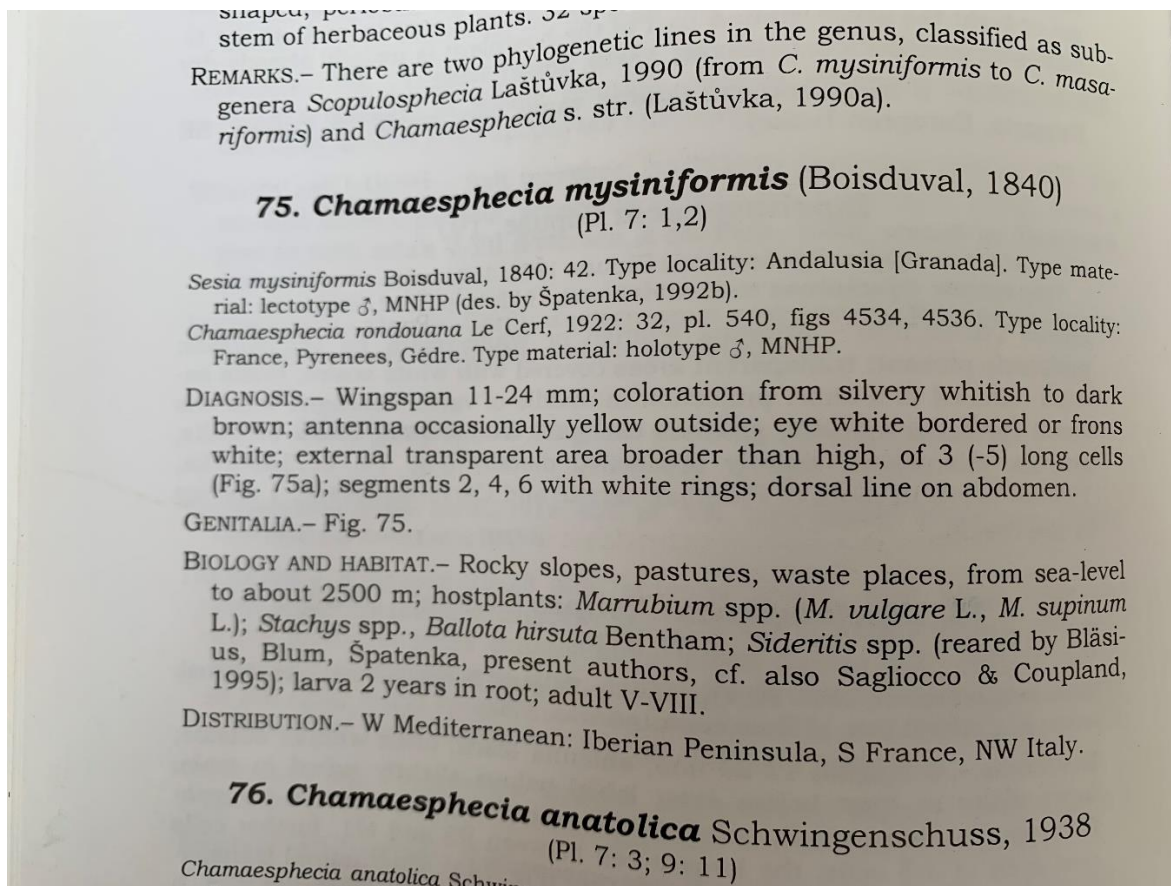 stem of herbaceous plants. 32
REMARKS.– There are two phylogenetic lines in the genus, classified as sub-
genera Scopulosphecia Laštůvka, 1990 (from C. mysiniformis to C. masa-
riformis) and Chamaesphecia s. str. (Laštůvka, 1990a).
75. Chamaesphecia mysiniformis (Boisduval, 1840)
(Pl. 7: 1,2)
Sesia mysiniformis Boisduval, 1840: 42. Type locality: Andalusia [Granada]. Type mate-
rial: lectotype ♂, MNHP (des. by Špatenka, 1992b).
Chamaesphecia rondouana Le Cerf, 1922: 32, pl. 540, figs 4534, 4536. Type locality:
France, Pyrenees, Gédre. Type material: holotype ♂, MNHP.
DIAGNOSIS.– Wingspan 11-24 mm; coloration from silvery whitish to dark
brown; antenna occasionally yellow outside; eye white bordered or frons
white; external transparent area broader than high, of 3 (-5) long cells
(Fig. 75a); segments 2, 4, 6 with white rings; dorsal line on abdomen.
GENITALIA.– Fig. 75.
BIOLOGY AND HABITAT.– Rocky slopes, pastures, waste places, from sea-level
to about 2500 m; hostplants: Marrubium spp. (M. vulgare L., M. supinum
L.); Stachys spp., Ballota hirsuta Bentham; Sideritis spp. (reared by Bläsi-
us, Blum, Špatenka, present authors, cf. also Sagliocco & Coupland,
1995); larva 2 years in root; adult V-VIII.
DISTRIBUTION.– W Mediterranean: Iberian Peninsula, S France, NW Italy.
76. Chamaesphecia anatolica Schwingenschuss, 1938
(Pl. 7: 3; 9: 11)
Chamaesphecia anatolica